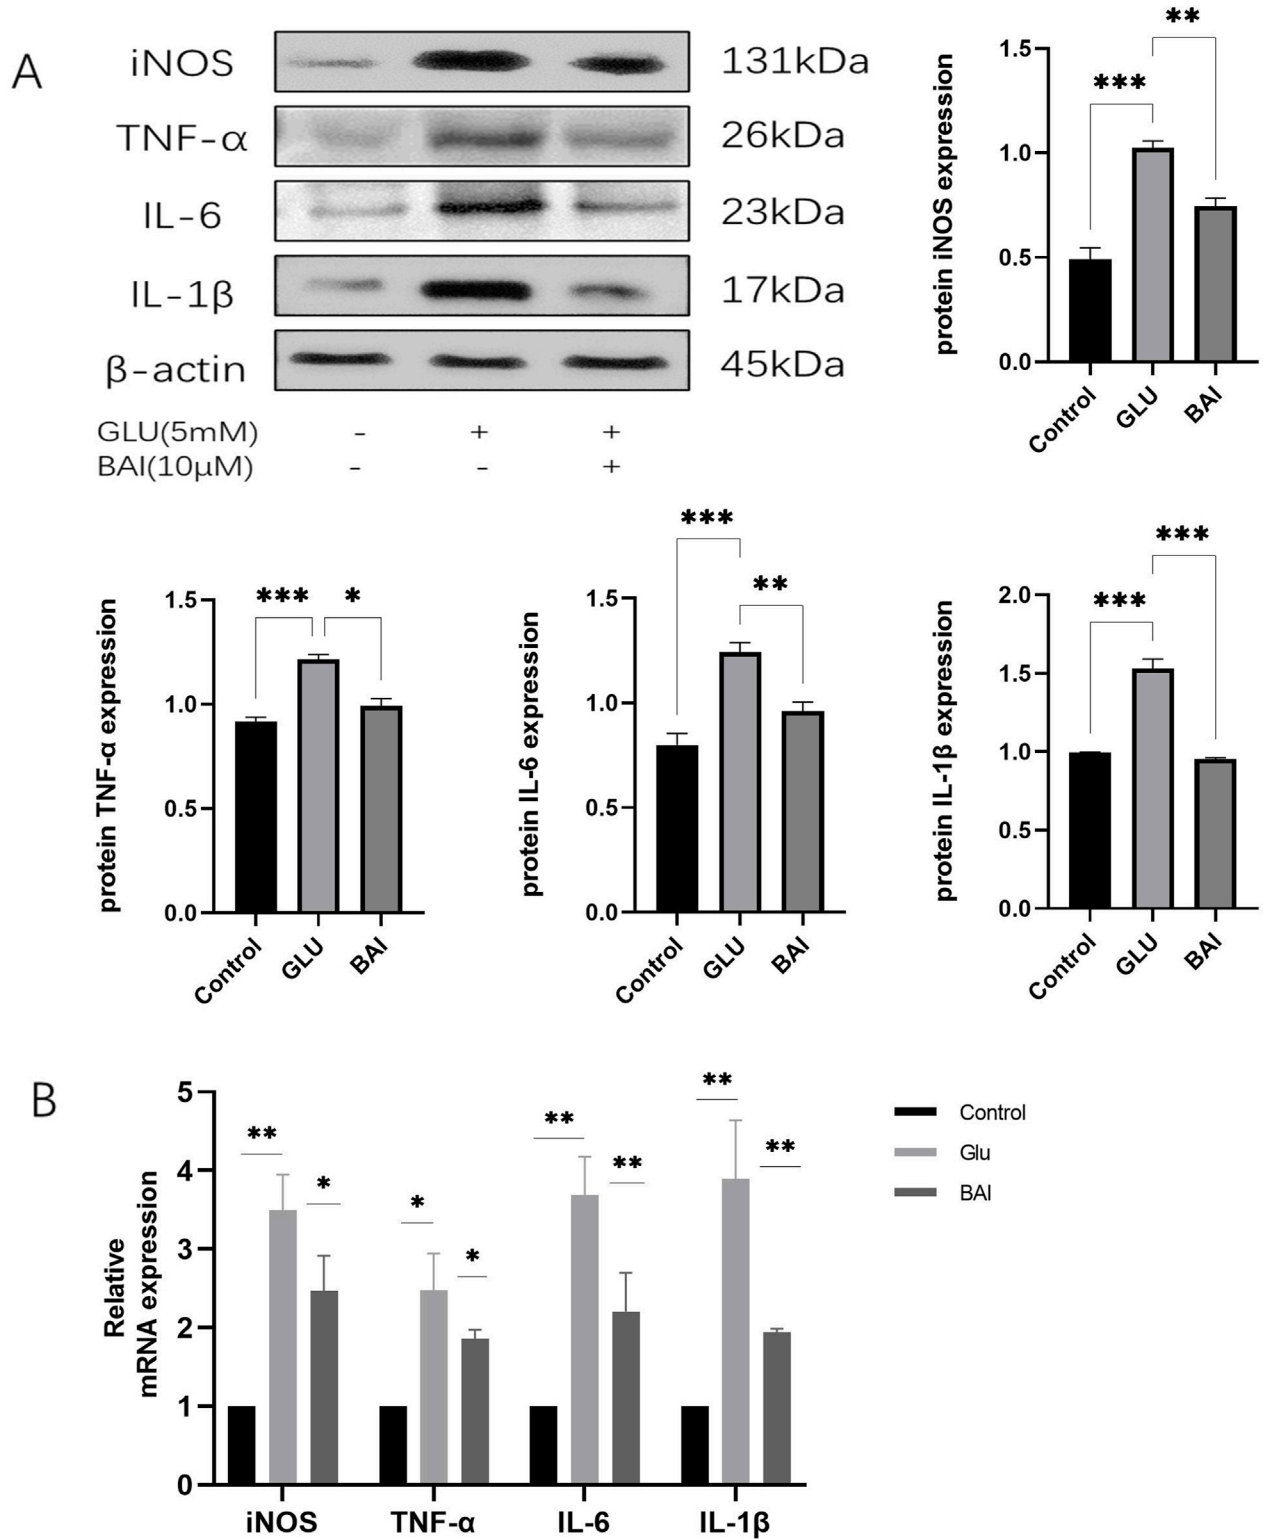 A
iNOS 131kDa
TNF-α 26kDa
IL-6 23kDa
IL-1β 17kDa
β-actin 45kDa
GLU(5mM) - + +
BAI(10μM) - - +
protein iNOS expression
1.5
1.0
0.5
0.0
*** **
Control GLU BAI
protein TNF-α expression
1.5
1.0
0.5
0.0
*** *
Control GLU BAI
protein IL-6 expression
1.5
1.0
0.5
0.0
*** **
Control GLU BAI
protein IL-1β expression
2.0
1.5
1.0
0.5
0.0
*** ***
Control GLU BAI
B
Relative
mRNA expression
5
4
3
2
1
0
** * * * ** ** ** **
iNOS TNF-α IL-6 IL-1β
Control
Glu
BAI